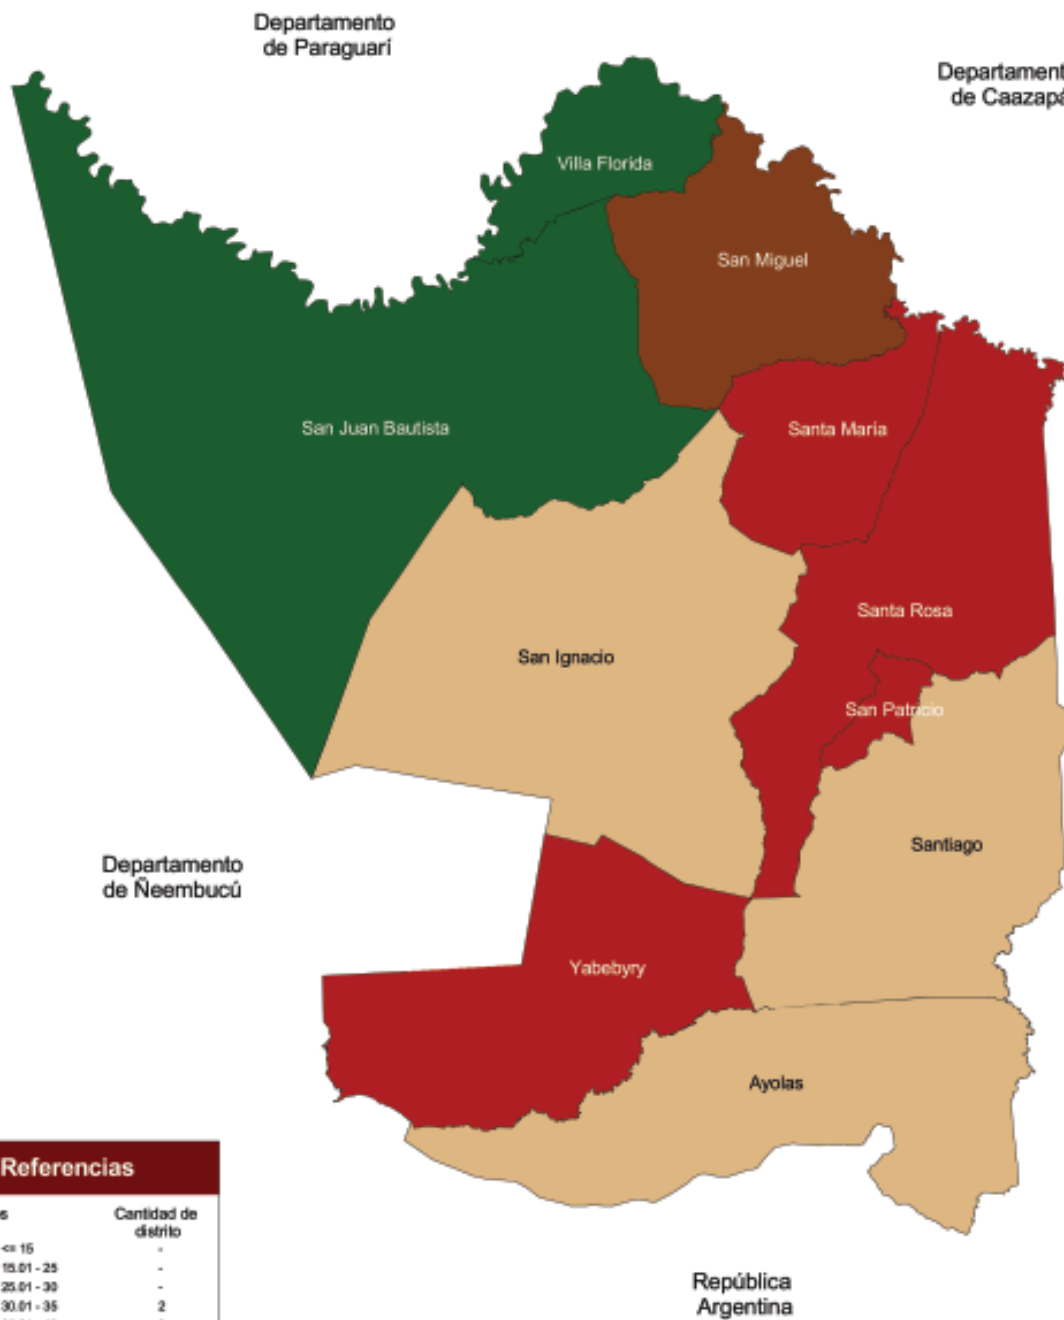 Departamento
de Paraguarí
Departament
de Caazapá
Villa Florida
San Miguel
San Juan Bautista
Santa María
Santa Rosa
San Ignacio
San Patricio
Santiago
Departamento
de Ñeembucú
Yabebyry
Ayolas
Referencias
s Cantidad de
distrito
<= 15 -
15.01 - 25 -
25.01 - 30 -
30.01 - 35 2
República
Argentina